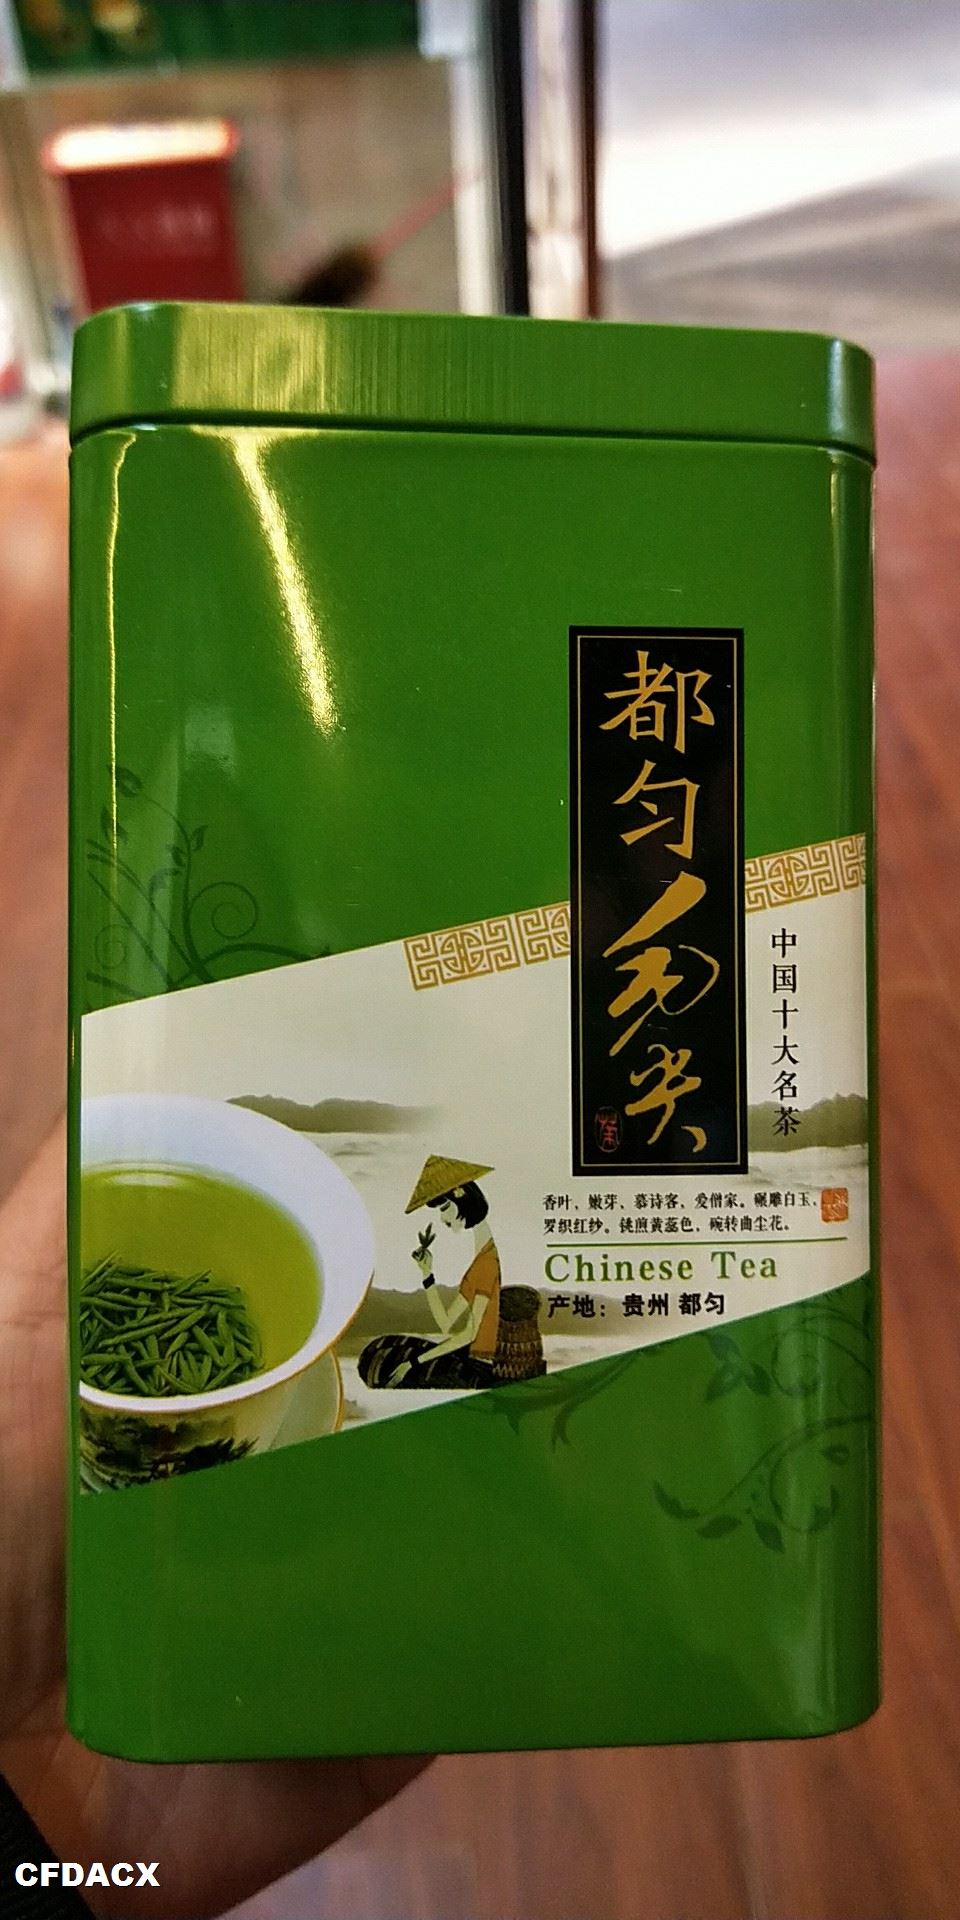 都匀毛尖
中国十大名茶
香叶，嫩芽、慕诗客，爱僧家。碾雕白玉、
罗织红纱。铫煎黄蕊色，碗转曲尘花。
Chinese Tea
产地：贵州 都匀
CFDACX